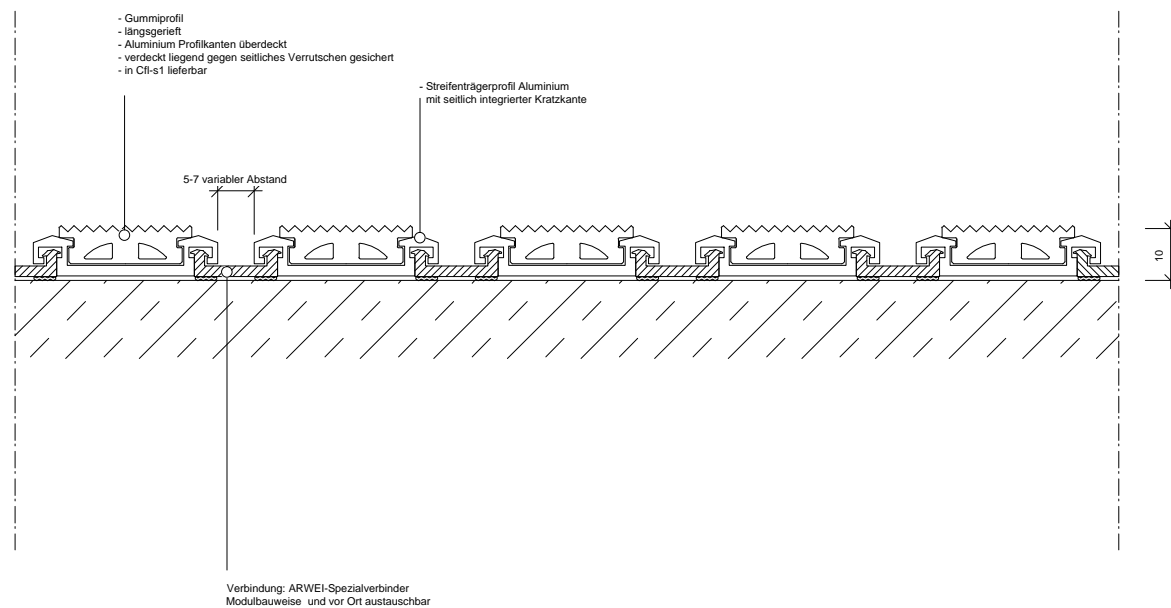 - Gummiprofil
- längsgerieft
- Aluminium Profilkanten überdeckt
- verdeckt liegend gegen seitliches Verrutschen gesichert
- in Cfl-s1 lieferbar
- Streifenträgerprofil Aluminium
mit seitlich integrierter Kratzkante
5-7 variabler Abstand
10
Verbindung: ARWEI-Spezialverbinder
Modulbauweise und vor Ort austauschbar